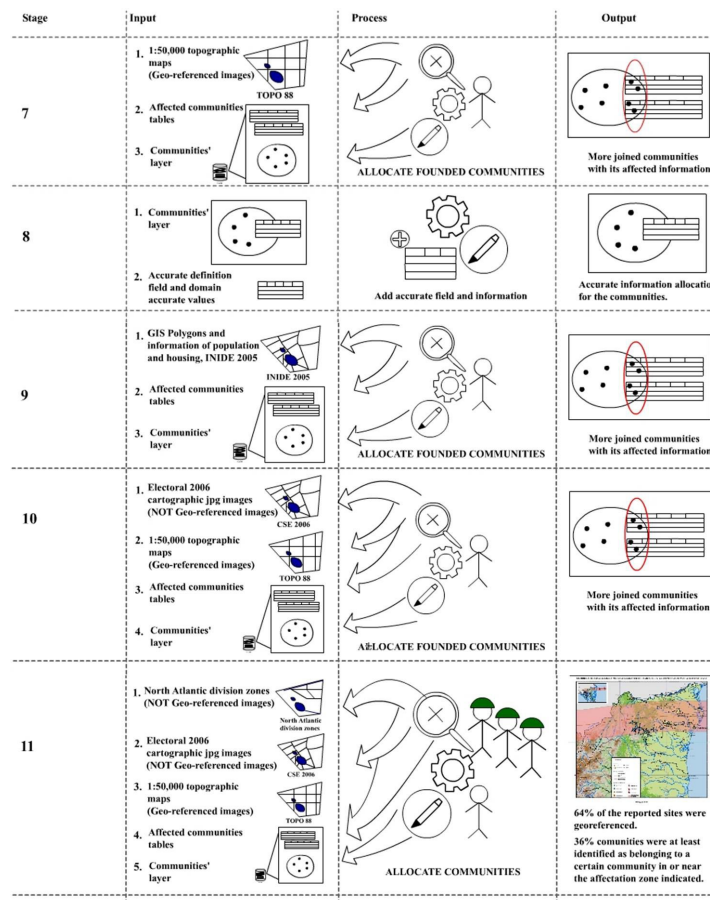 Stage Input Process Output
7
1. 1:50,000 topographic
maps
(Geo-referenced images)
TOPO 88
2. Affected communities
tables
3. Communities'
layer
ALLOCATE FOUNDED COMMUNITIES
More joined communities
with its affected information
8
1. Communities'
layer
2. Accurate definition
field and domain
accurate values
Add accurate field and information
Accurate information allocatio
for the communities.
9
1. GIS Polygons and
information of population
and housing, INIDE 2005
INIDE 2005
2. Affected communities
tables
3. Communities'
layer
ALLOCATE FOUNDED COMMUNITIES
More joined communities
with its affected information
10
1. Electoral 2006
cartographic jpg images
(NOT Geo-referenced images)
CSE 2006
2. 1:50,000 topographic
maps
(Geo-referenced images)
TOPO 88
3. Affected communities
tables
4. Communities'
layer
ALLOCATE FOUNDED COMMUNITIES
More joined communities
with its affected information
11
1. North Atlantic division zones
(NOT Geo-referenced images)
North Atlantic
division zones
2. Electoral 2006
cartographic jpg images
(NOT Geo-referenced images)
CSE 2006
3. 1:50,000 topographic
maps
(Geo-referenced images)
TOPO 88
4. Affected communities
tables
5. Communities'
layer
ALLOCATE COMMUNITIES
64% of the reported sites were
georeferenced.
36% comunities were at least
identified as belonging to a
certain community in or near
the affectation zone indicated.